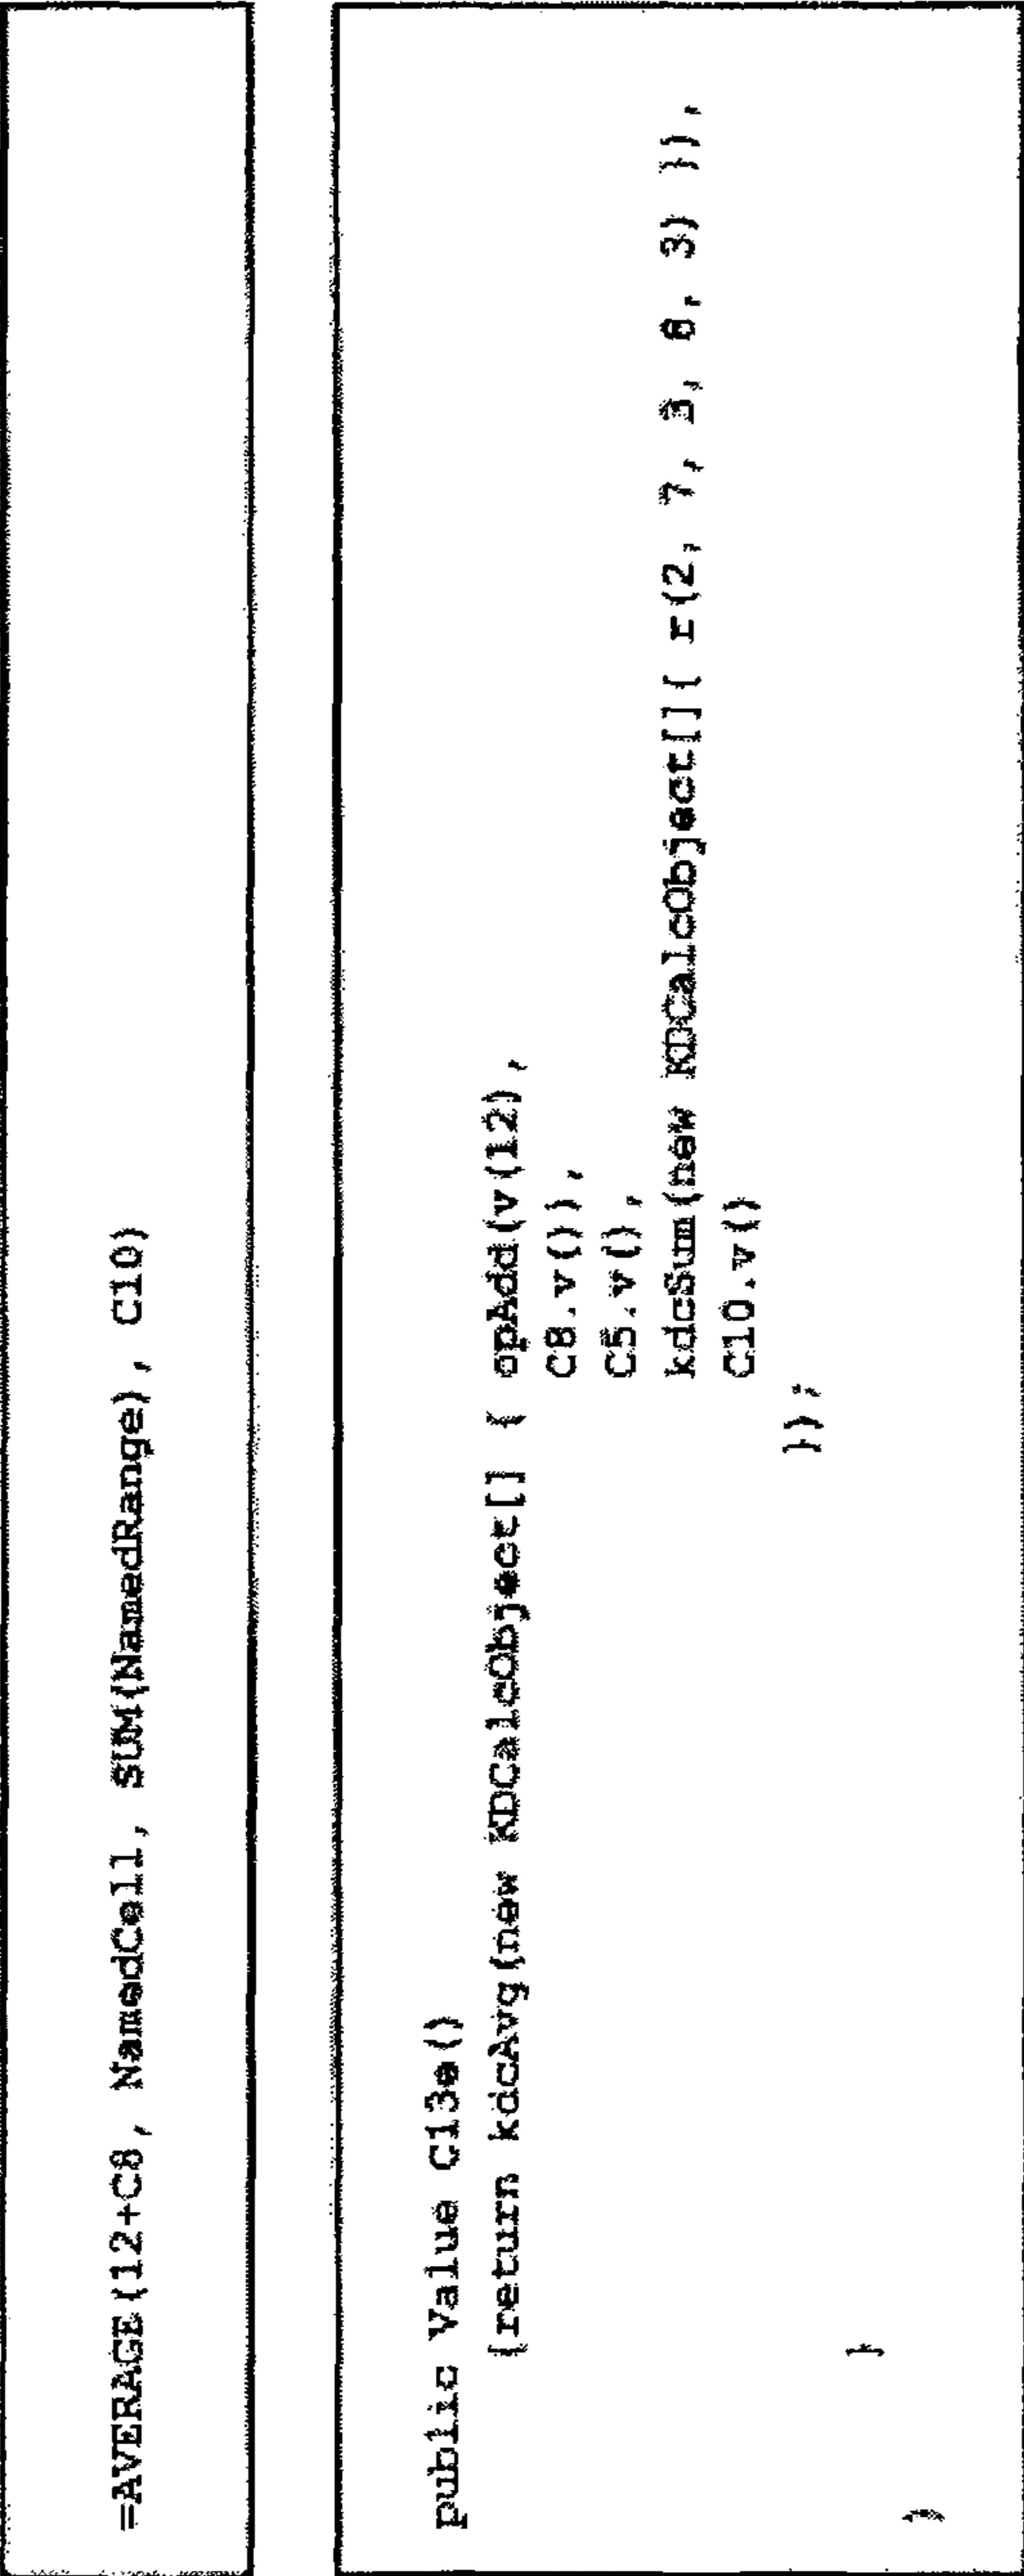 =AVERAGE(12+C8, NamedCell, SUM(NamedRange), C10)
public Value C13e()
{return kdcAvg(new KDCalcObject[] { opAdd(v(12),
C8.v()),
C5.v(),
kdcSum(new KDCalcObject[]{ r(2, 7, 3, 8, 3) }),
C10.v()
});
}
}